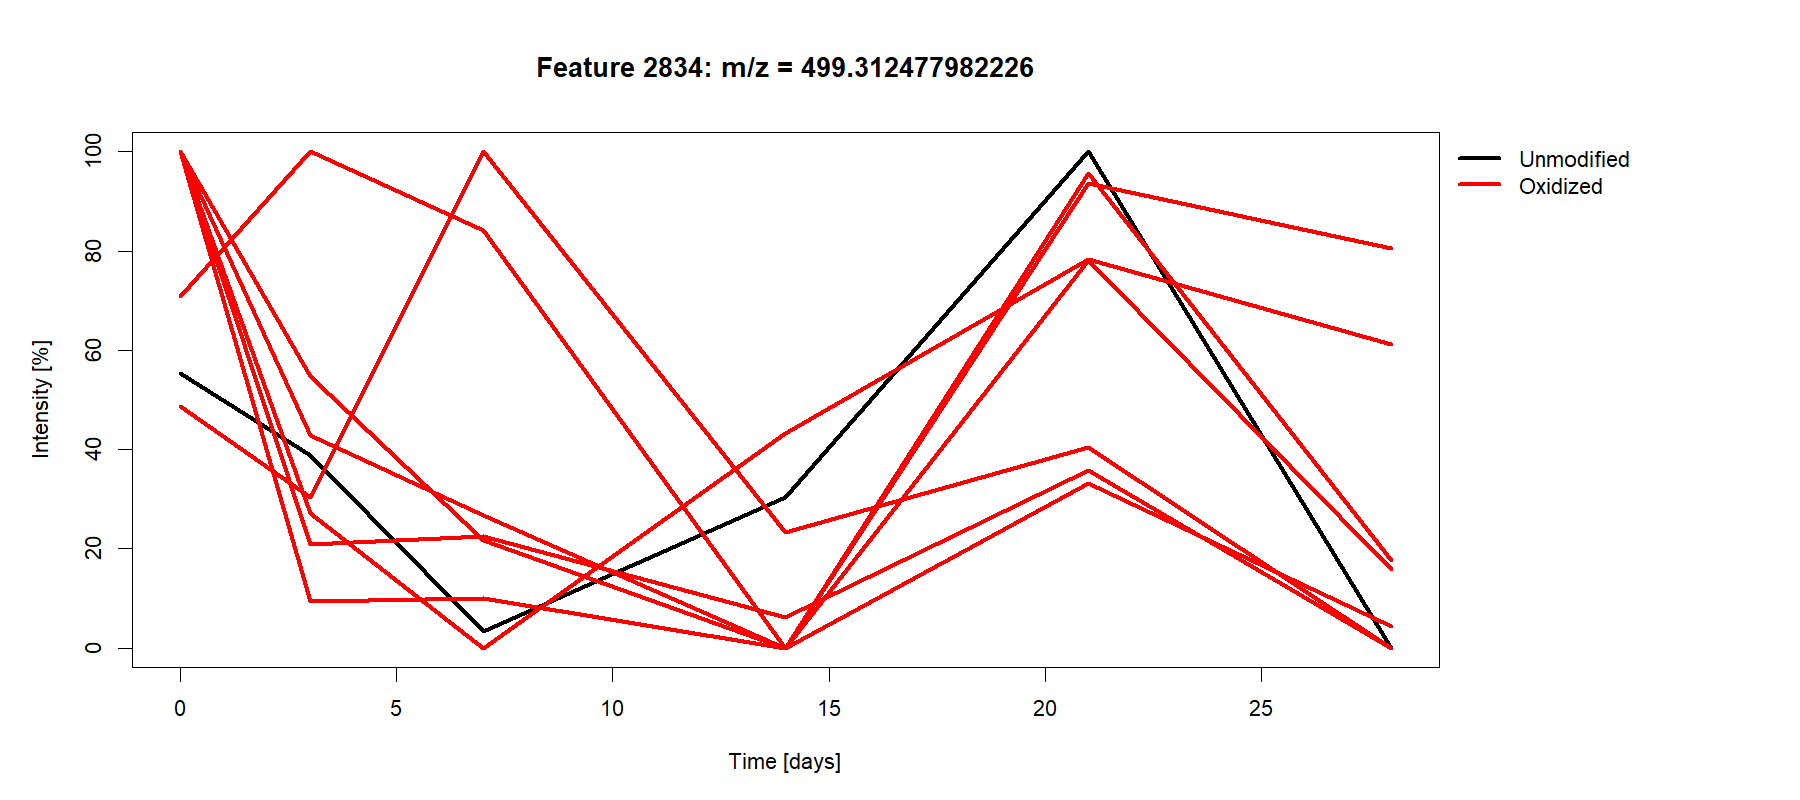 Feature 2834: m/z = 499.312477982226
Unmodified
Oxidized
Intensity [%]
100
80
60
40
20
0
0 5 10 15 20 25
Time [days]